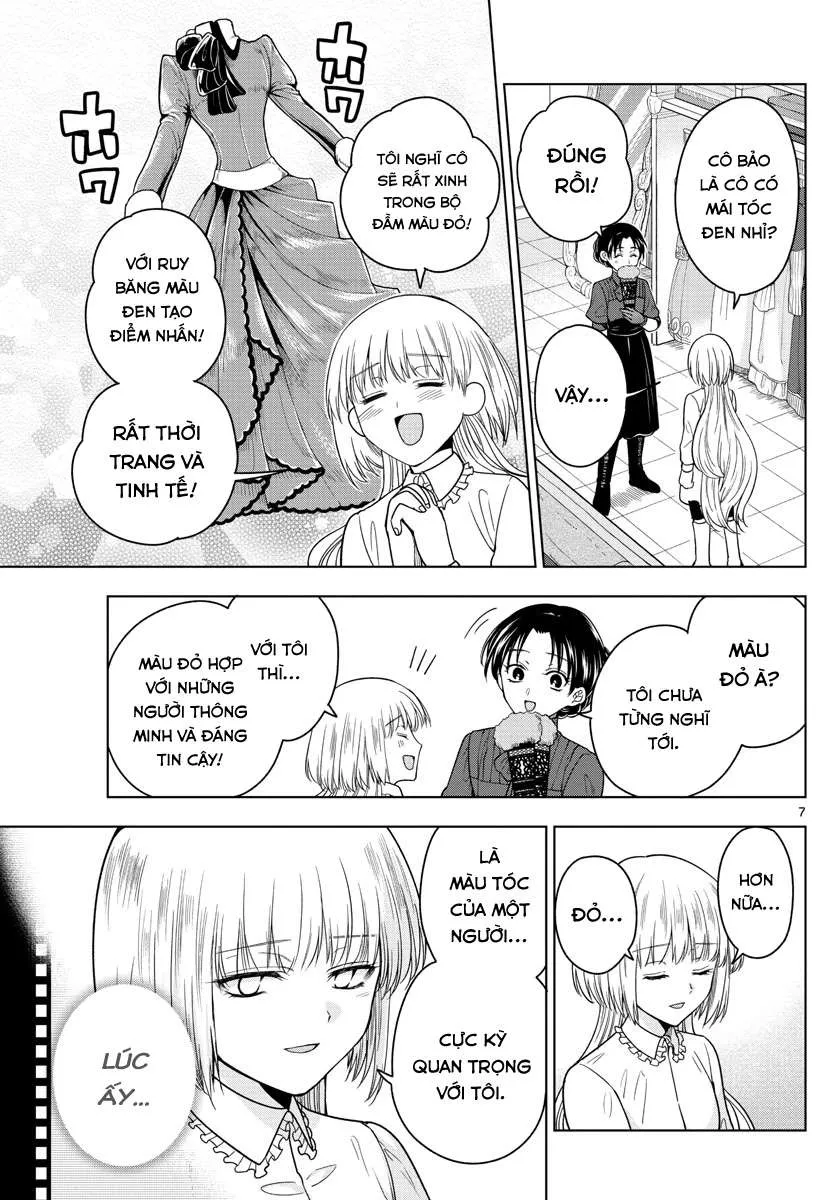 CÔ BẢO
LÀ CÔ CÓ
MÁI TÓC
ĐEN NHỈ?
ĐÚNG
RỒI!
VẬY...
TÔI NGHĨ CÔ
SẼ RẤT XINH
TRONG BỘ
ĐẦM MÀU ĐỎ!
VỚI RUY
BĂNG MÀU
ĐEN TẠO
ĐIỂM NHẤN!
RẤT THỜI
TRANG VÀ
TINH TẾ!
ホワ
ホワ
MÀU
ĐỎ À?
TÔI CHƯA
TỪNG NGHĨ
TỚI.
VỚI TÔI
THÌ...
MÀU ĐỎ HỢP
VỚI NHỮNG
NGƯỜI THÔNG
MINH VÀ ĐÁNG
TIN CẬY!
7
HƠN
NỮA...
ĐỎ...
LÀ
MÀU TÓC
CỦA MỘT
NGƯỜI...
CỰC KỲ
QUAN TRỌNG
VỚI TÔI.
LÚC
ẤY...